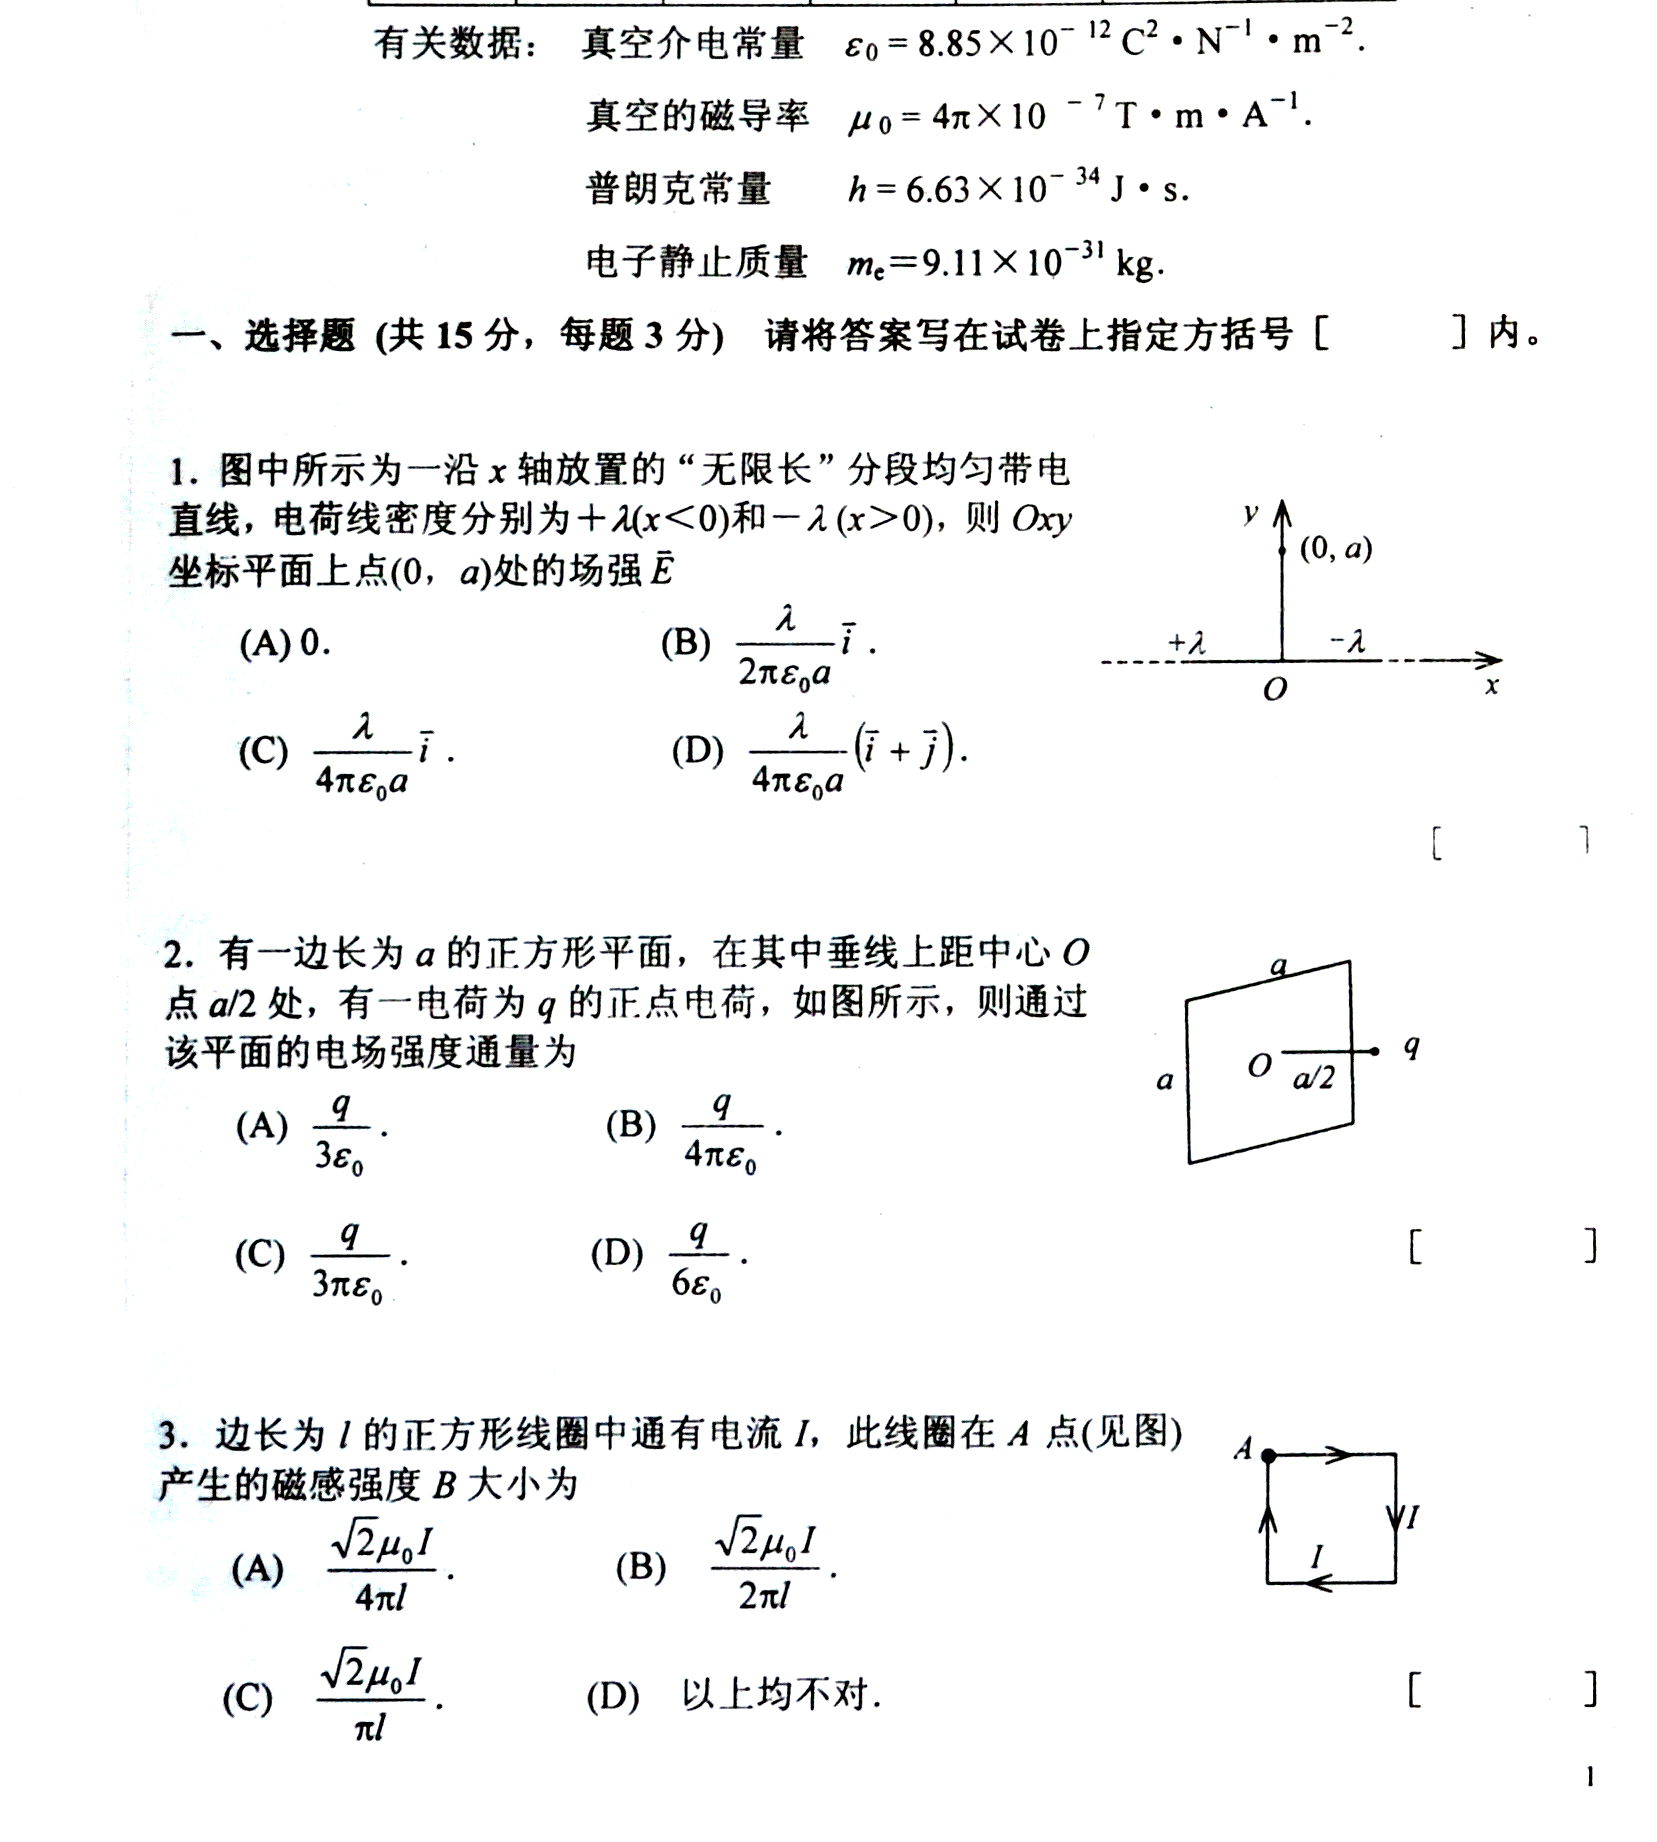 有关数据： 真空介电常量 ε₀ = 8.85×10⁻¹² C²·N⁻¹·m⁻².
真空的磁导率 μ₀ = 4π×10⁻⁷ T·m·A⁻¹.
普朗克常量 h = 6.63×10⁻³⁴ J·s.
电子静止质量 mₑ=9.11×10⁻³¹ kg.
一、选择题 (共 15 分，每题 3 分) 请将答案写在试卷上指定方括号［ ］内。
1. 图中所示为一沿 x 轴放置的“无限长”分段均匀带电
直线，电荷线密度分别为＋λ(x＜0)和－λ (x＞0)，则 Oxy
坐标平面上点(0，a)处的场强 E̅
(A) 0. (B) λ/(2πε₀a) i̅ .
(C) λ/(4πε₀a) i̅ . (D) λ/(4πε₀a) (i̅ + j̅).
y
(0, a)
+λ -λ
O x
［ ］
2. 有一边长为 a 的正方形平面，在其中垂线上距中心 O
点 a/2 处，有一电荷为 q 的正点电荷，如图所示，则通过
该平面的电场强度通量为
(A) q/(3ε₀) . (B) q/(4πε₀) .
(C) q/(3πε₀) . (D) q/(6ε₀) .
a
a O a/2 q
［ ］
3. 边长为 l 的正方形线圈中通有电流 I，此线圈在 A 点(见图)
产生的磁感强度 B 大小为
(A) √2μ₀I/(4πl) . (B) √2μ₀I/(2πl) .
(C) √2μ₀I/(πl) . (D) 以上均不对.
A
I
I
［ ］
1